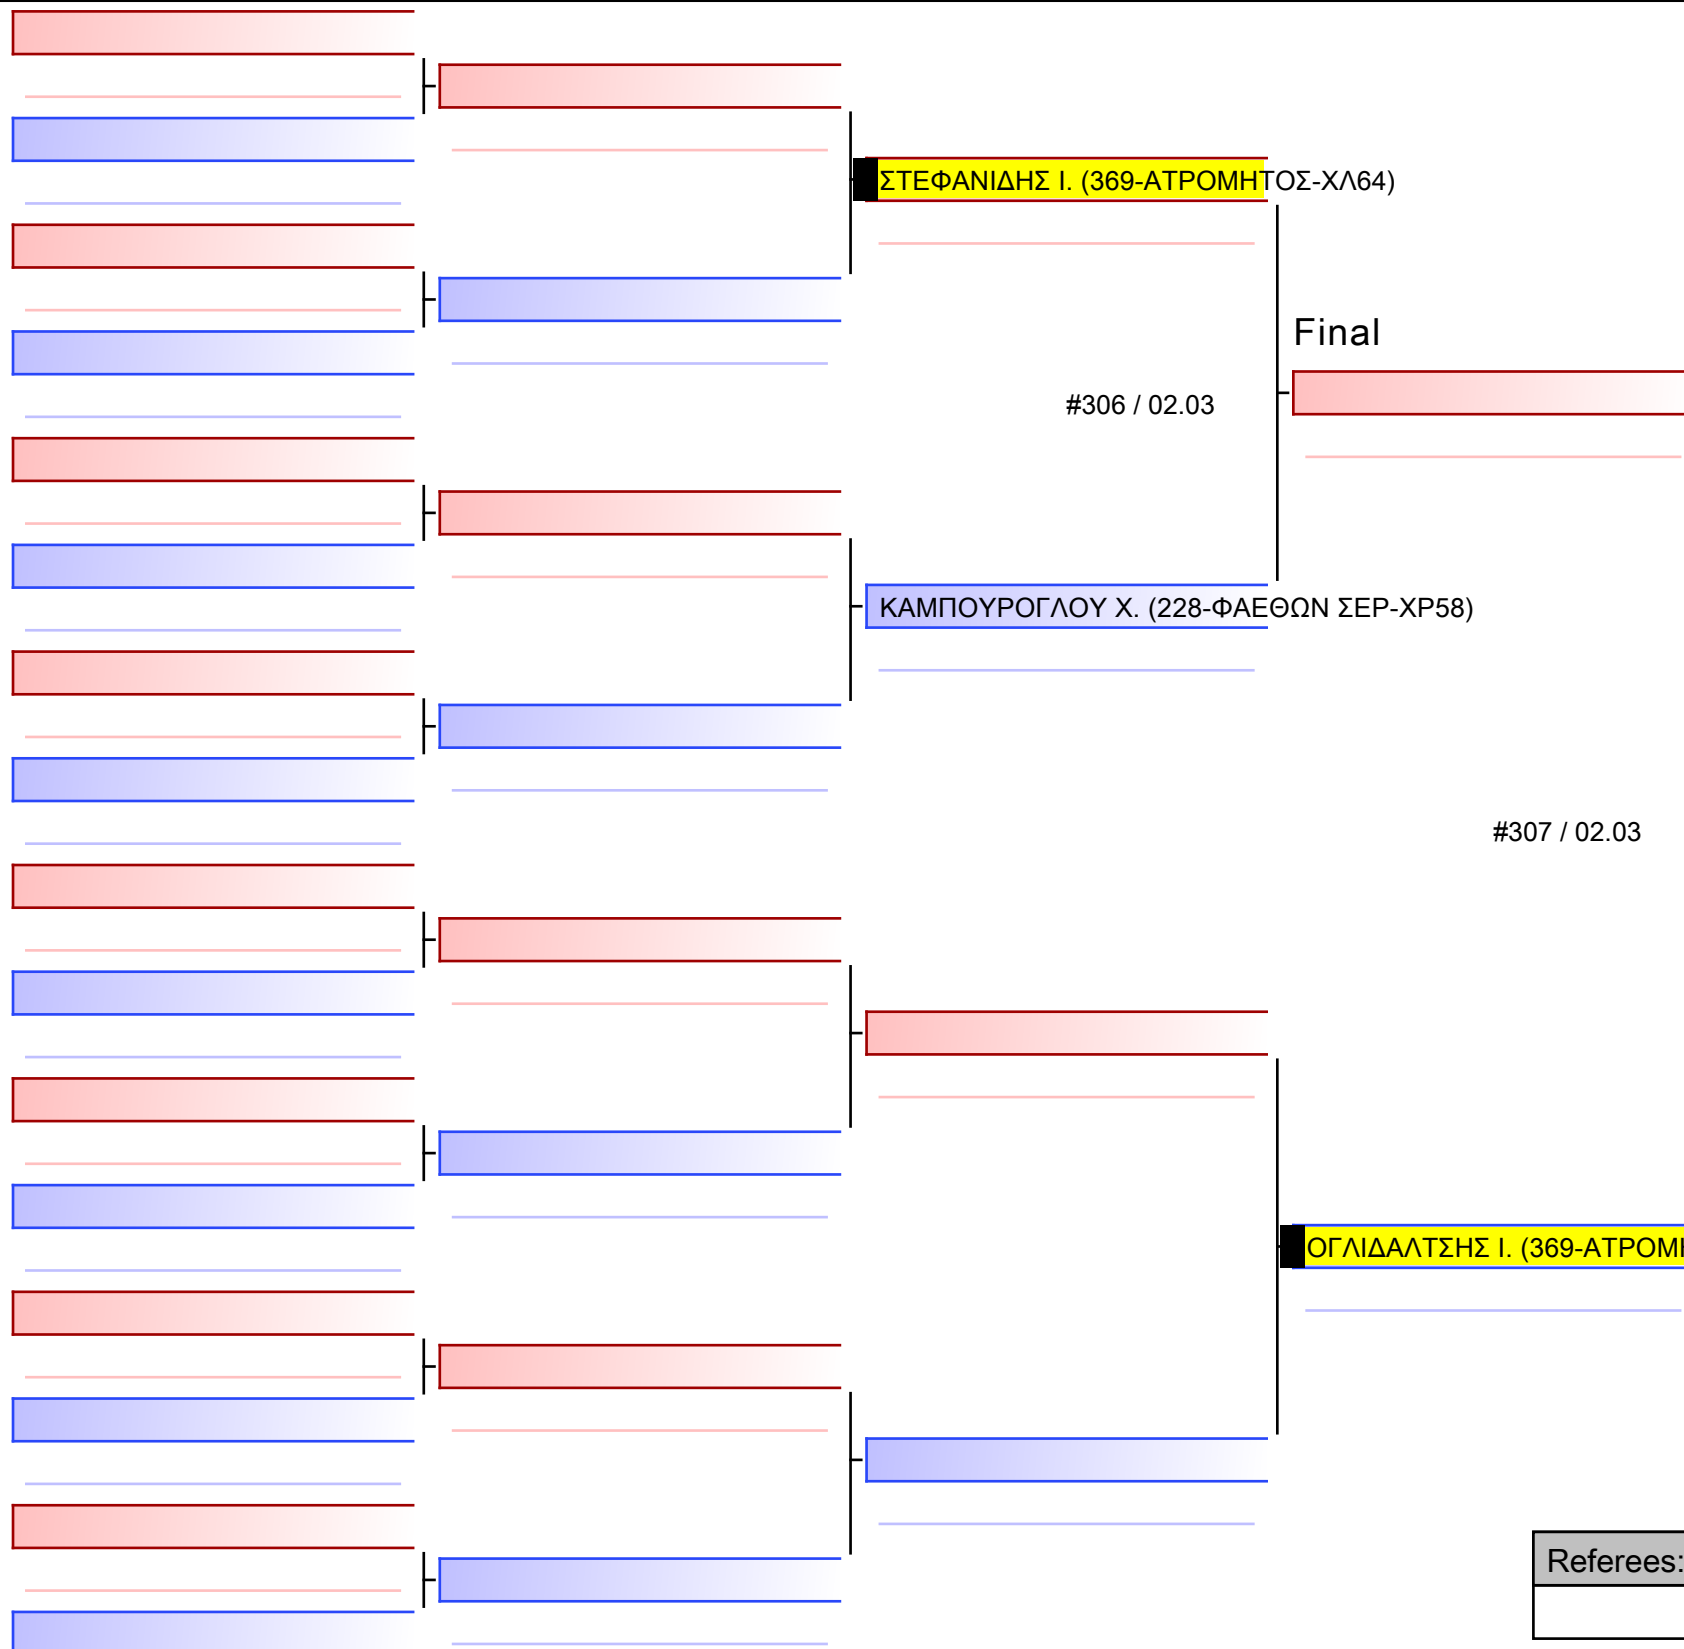 ΣΤΕΦΑΝΙΔΗΣ Ι. (369-ΑΤΡΟΜΗΤΟΣ-ΧΛ64)
Final
#306 / 02.03
ΚΑΜΠΟΥΡΟΓΛΟΥ Χ. (228-ΦΑΕΘΩΝ ΣΕΡ-ΧΡ58)
#307 / 02.03
ΟΓΛΙΔΑΛΤΣΗΣ Ι. (369-ΑΤΡΟΜ
Referees: